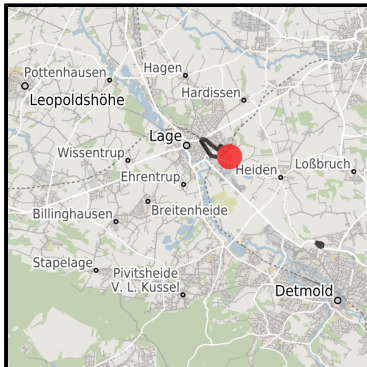 Hagen
Pottenhausen
Hardissen
Leopoldshöhe
Lage
Wissentrup
Loßbruch
Heiden
Ehrentrup
Breitenheide
Billinghausen
Stapelage
Pivitsheide
V. L. Kussel
Detmold